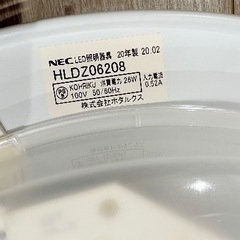 NEC LED照明器具 20年製 20.02
HLDZ06208
KOHRIKU 消費電力 26W 入力電流
100V 50/60Hz 0.52A
株式会社ホタルクス